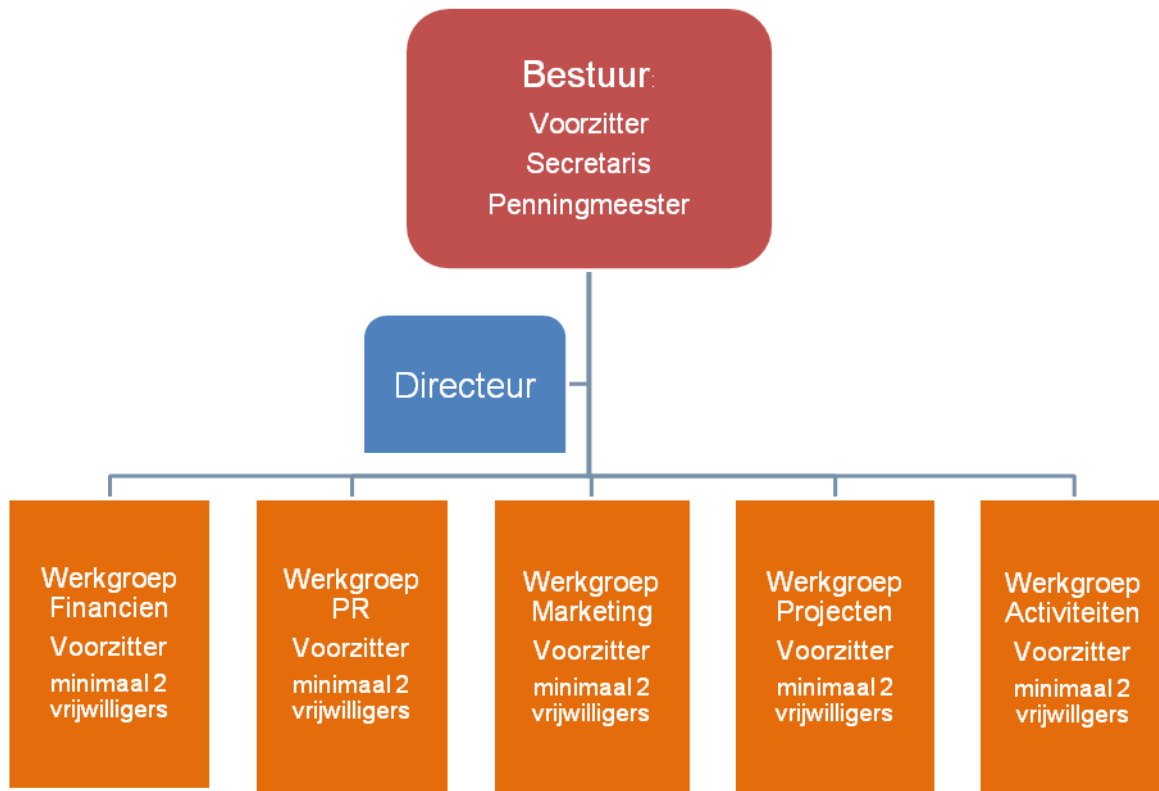 Bestuur:
Voorzitter
Secretaris
Penningmeester
Directeur
Werkgroep
Financien
Voorzitter
minimaal 2
vrijwilligers
Werkgroep
PR
Voorzitter
minimaal 2
vrijwilligers
Werkgroep
Marketing
Voorzitter
minimaal 2
vrijwilligers
Werkgroep
Projecten
Voorzitter
minimaal 2
vrijwilligers
Werkgroep
Activiteiten
Voorzitter
minimaal 2
vrijwillgers